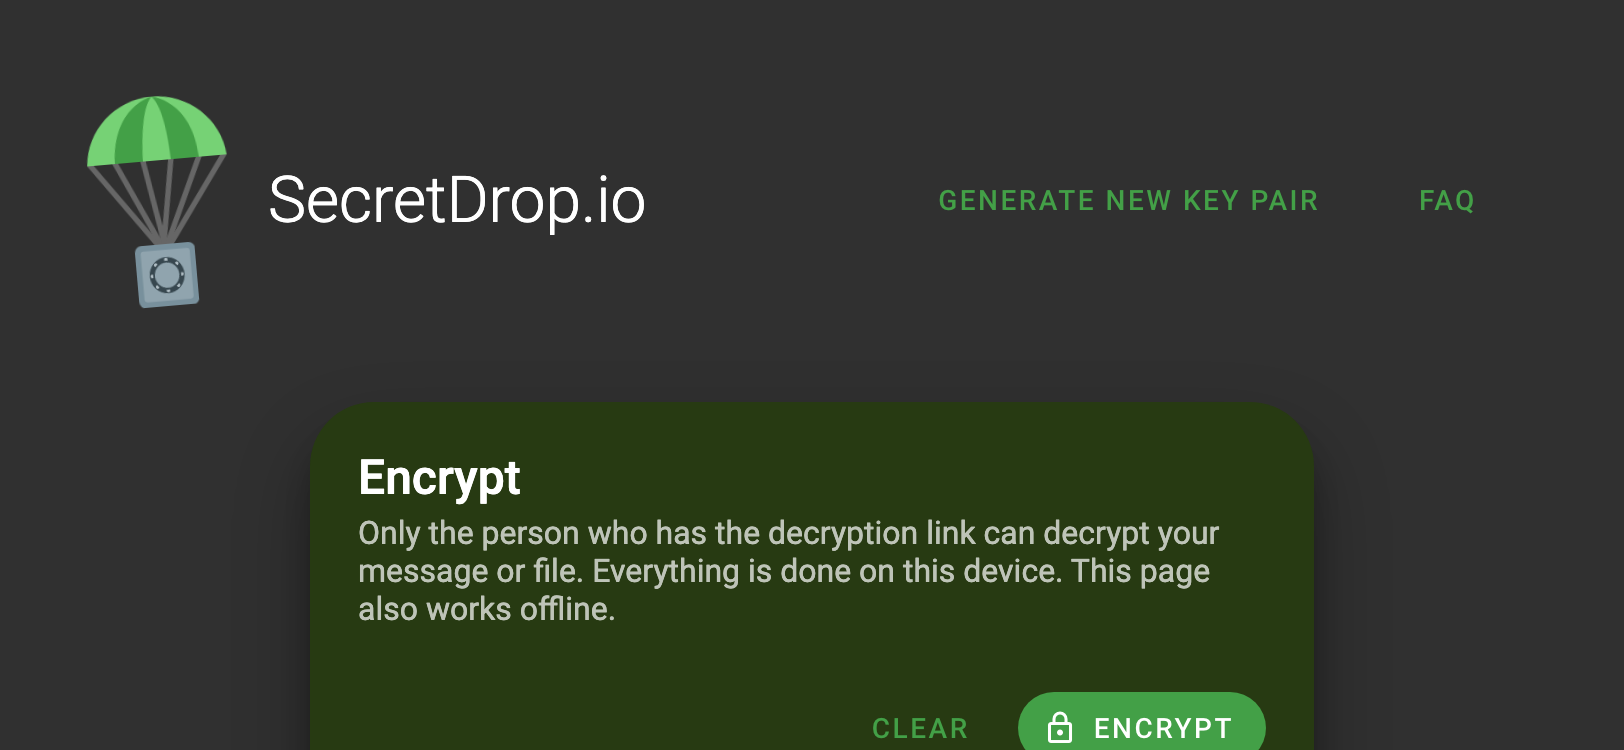 SecretDrop.io
GENERATE NEW KEY PAIR
FAQ
Encrypt
Only the person who has the decryption link can decrypt your
message or file. Everything is done on this device. This page
also works offline.
CLEAR
ENCRYPT